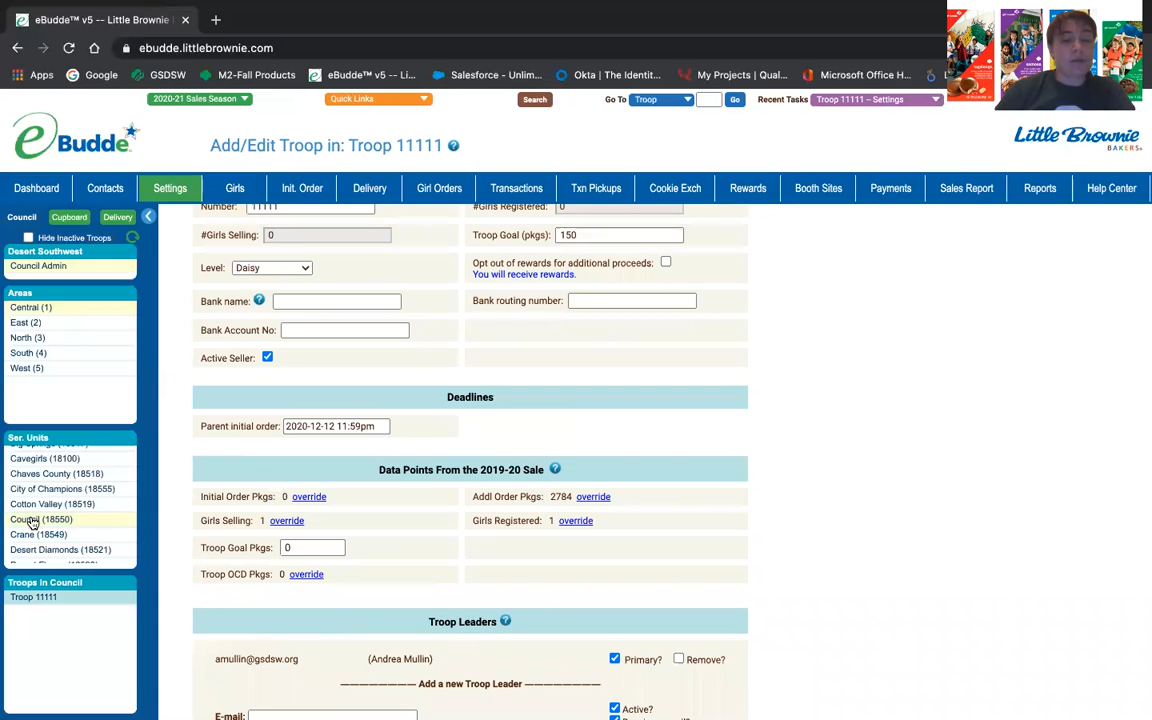 eBudde™ v5 -- Little Brownie
ebudde.littlebrownie.com
Apps Google GSDSW M2-Fall Products eBudde™ v5 -- Li... Salesforce - Unlim... Okta | The Identit... My Projects | Qual... Microsoft Office H...
2020-21 Sales Season Quick Links Search Go To Troop Go Recent Tasks Troop 11111 -- Settings
eBudde Add/Edit Troop in: Troop 11111 Little Brownie
BAKERS
Dashboard Contacts Settings Girls Init. Order Delivery Girl Orders Transactions Txn Pickups Cookie Exch Rewards Booth Sites Payments Sales Report Reports Help Center
Council Cupboard Delivery
Hide Inactive Troops
Desert Southwest
Council Admin
Areas
Central (1)
East (2)
North (3)
South (4)
West (5)
Ser. Units
Cavegirls (18100)
Chaves County (18518)
City of Champions (18555)
Cotton Valley (18519)
Council (18550)
Crane (18549)
Desert Diamonds (18521)
Troops In Council
Troop 11111
Number: 11111 #Girls Registered: 0
#Girls Selling: 0 Troop Goal (pkgs): 150
Level: Daisy Opt out of rewards for additional proceeds:
You will receive rewards.
Bank name: Bank routing number:
Bank Account No:
Active Seller:
Deadlines
Parent initial order: 2020-12-12 11:59pm
Data Points From the 2019-20 Sale
Initial Order Pkgs: 0 override Addl Order Pkgs: 2784 override
Girls Selling: 1 override Girls Registered: 1 override
Troop Goal Pkgs: 0
Troop OCD Pkgs: 0 override
Troop Leaders
amullin@gsdsw.org (Andrea Mullin) Primary? Remove?
Add a new Troop Leader
E-mail: Active?